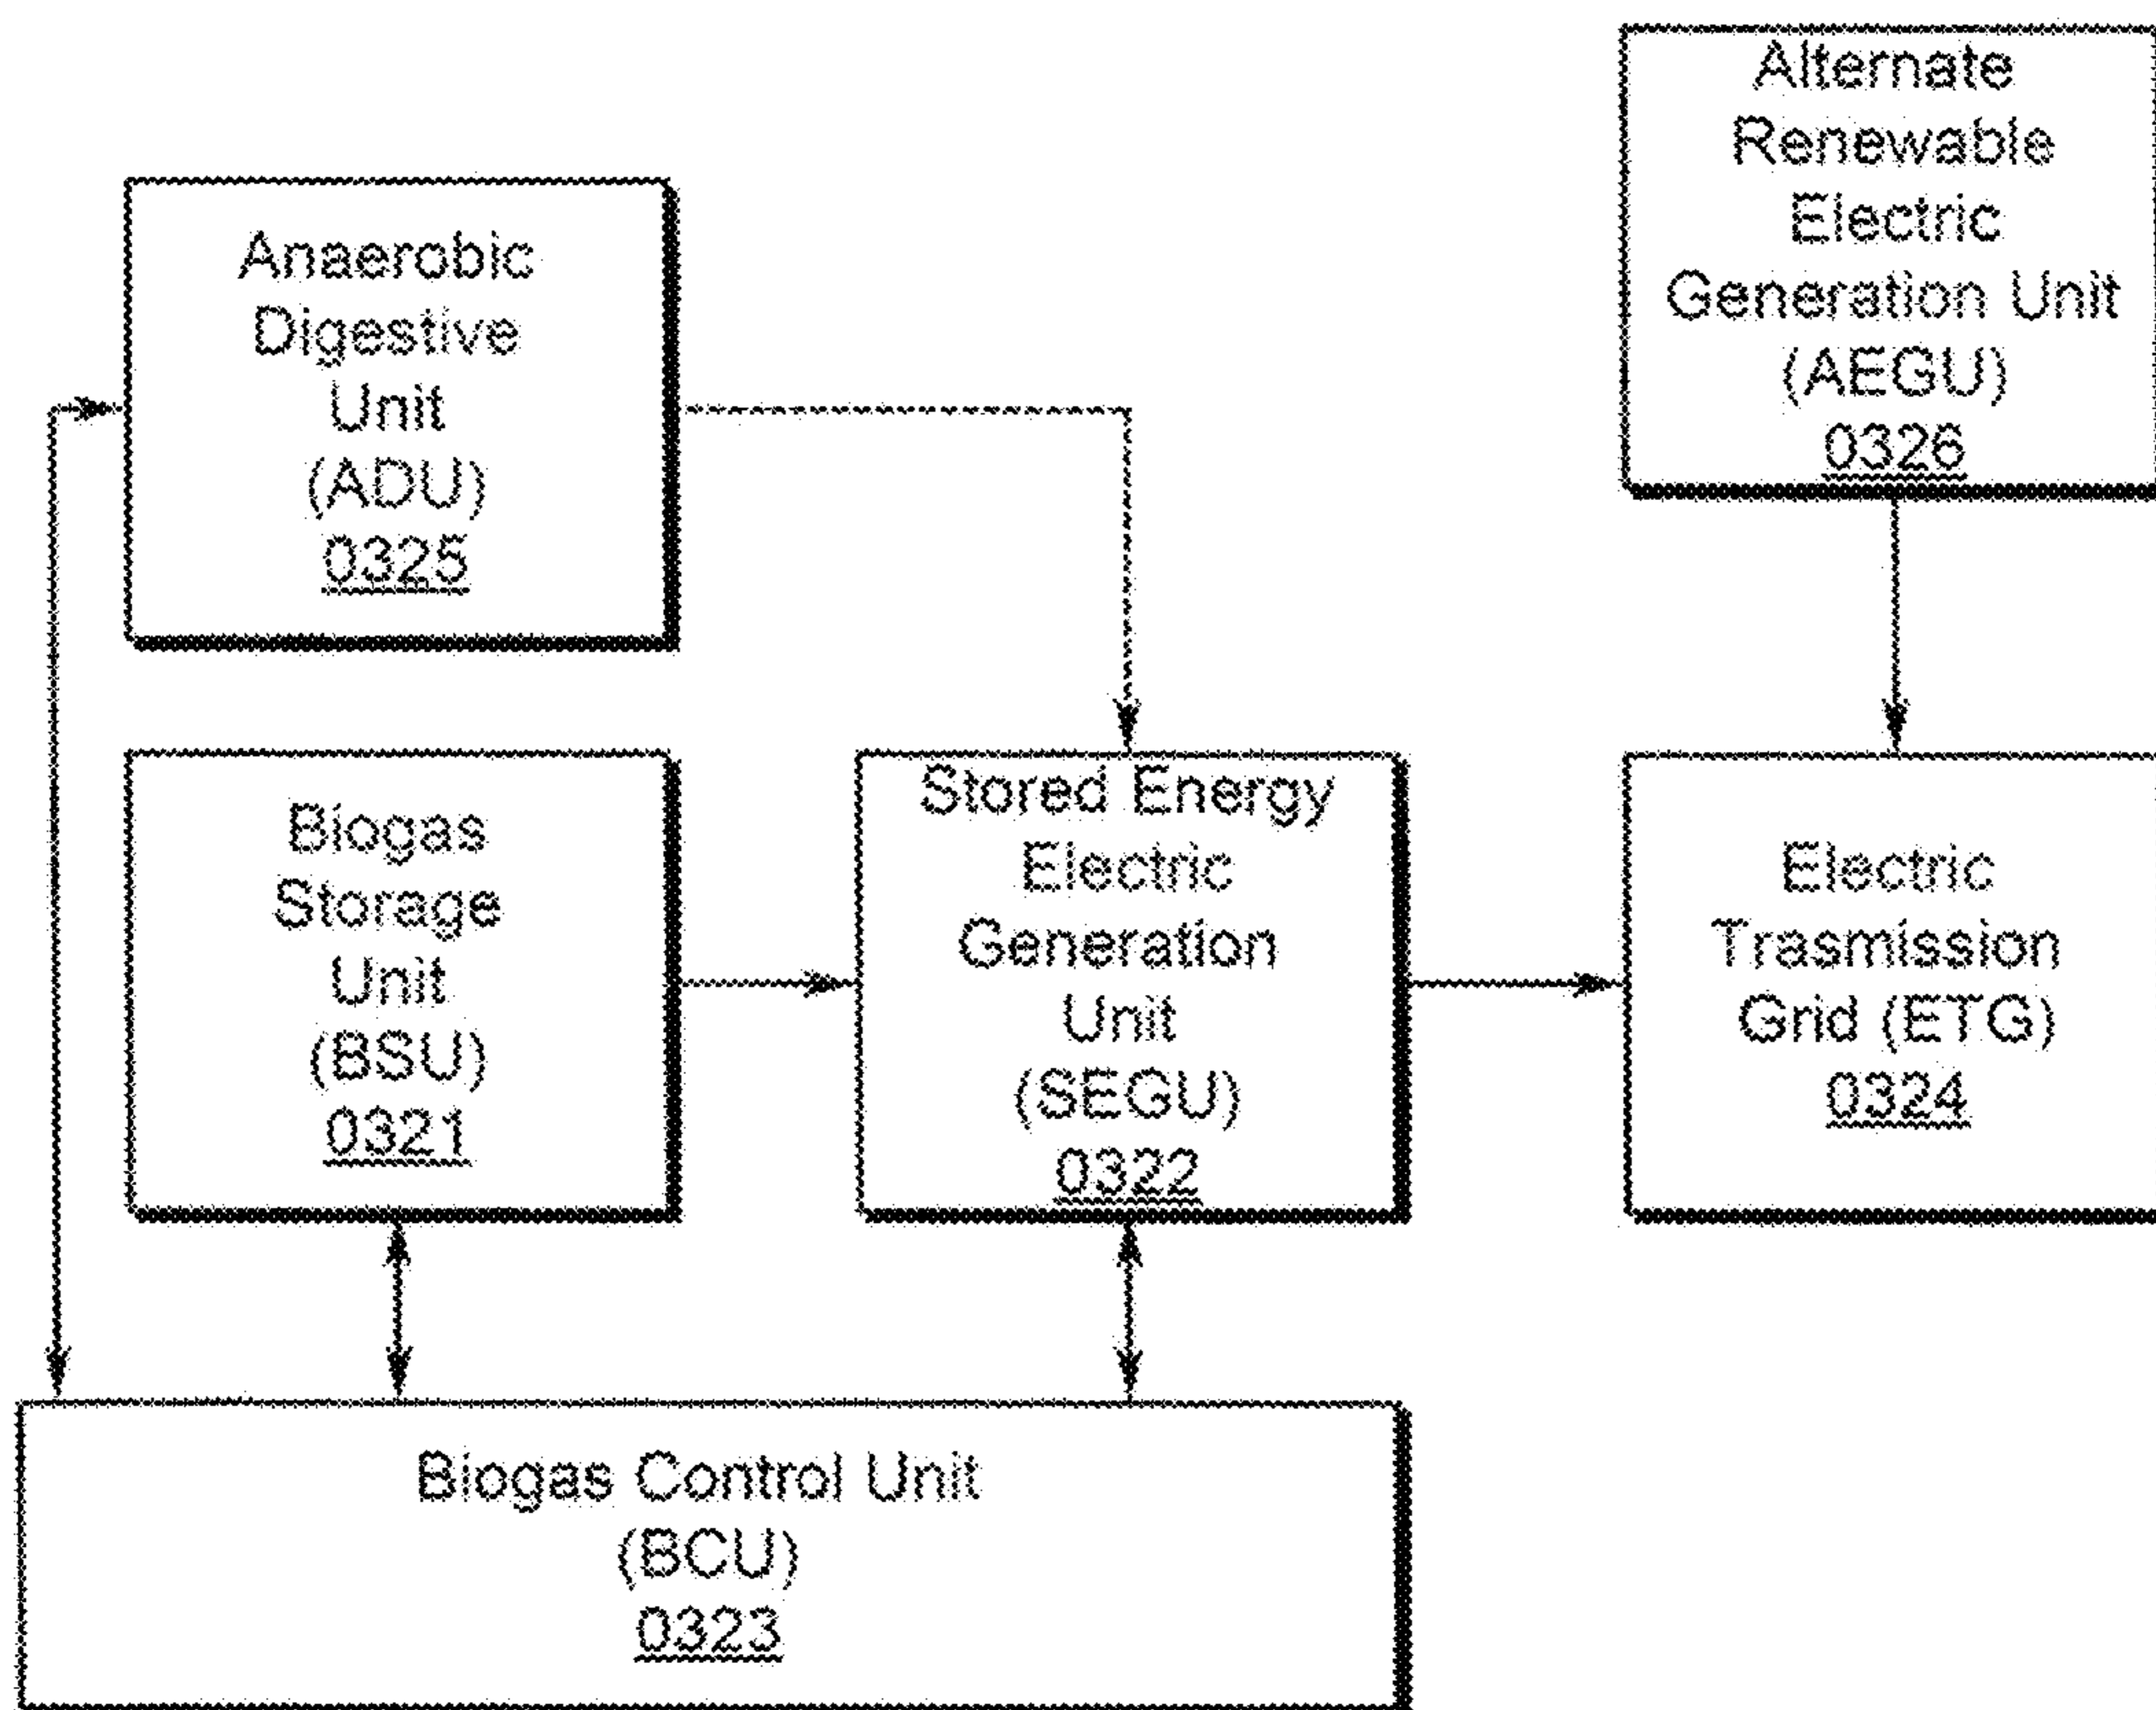 Alternate
Renewable
Electric
Generation Unit
(AEGU)
0326
Anaerobic
Digestive
Unit
(ADU)
0325
Biogas
Storage
Unit
(BSU)
0321
Stored Energy
Electric
Generation
Unit
(SEGU)
0322
Electric
Trasmission
Grid (ETG)
0324
Biogas Control Unit
(BCU)
0323